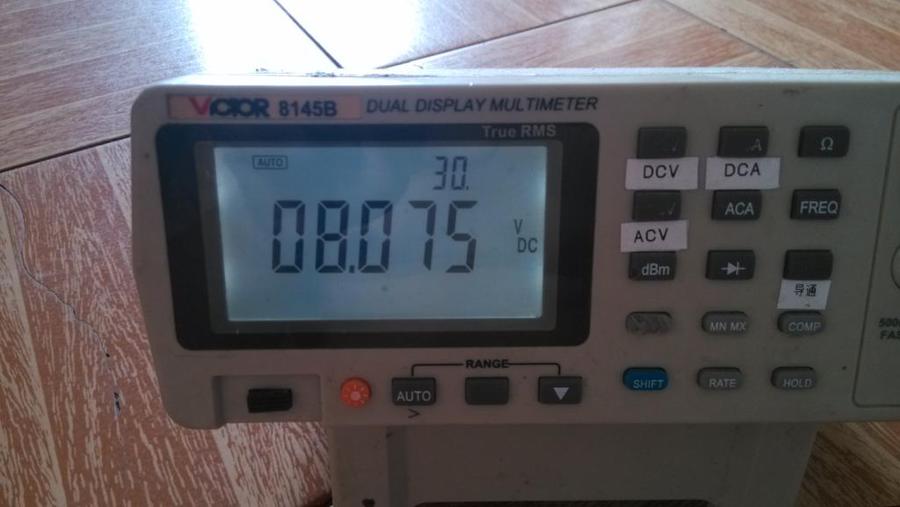 VICTOR 8145B DUAL DISPLAY MULTIMETER
True RMS
AUTO
30.
08.075
V
DC
DCV
DCA
Ω
ACV
ACA
FREQ
dBm
导通
MN MX
COMP
RANGE
AUTO
SHIFT
RATE
HOLD